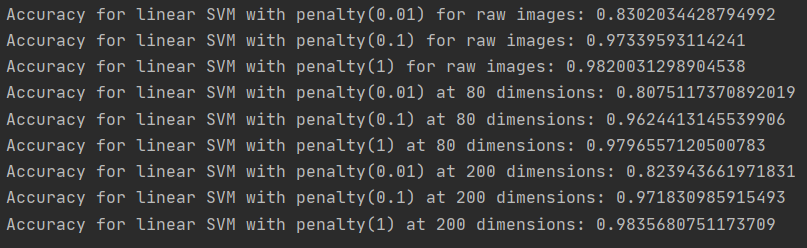 Accuracy for linear SVM with penalty(0.01) for raw images: 0.8302034428794992
Accuracy for linear SVM with penalty(0.1) for raw images: 0.97339593114241
Accuracy for linear SVM with penalty(1) for raw images: 0.9820031298904538
Accuracy for linear SVM with penalty(0.01) at 80 dimensions: 0.8075117370892019
Accuracy for linear SVM with penalty(0.1) at 80 dimensions: 0.9624413145539906
Accuracy for linear SVM with penalty(1) at 80 dimensions: 0.9796557120500783
Accuracy for linear SVM with penalty(0.01) at 200 dimensions: 0.823943661971831
Accuracy for linear SVM with penalty(0.1) at 200 dimensions: 0.971830985915493
Accuracy for linear SVM with penalty(1) at 200 dimensions: 0.9835680751173709